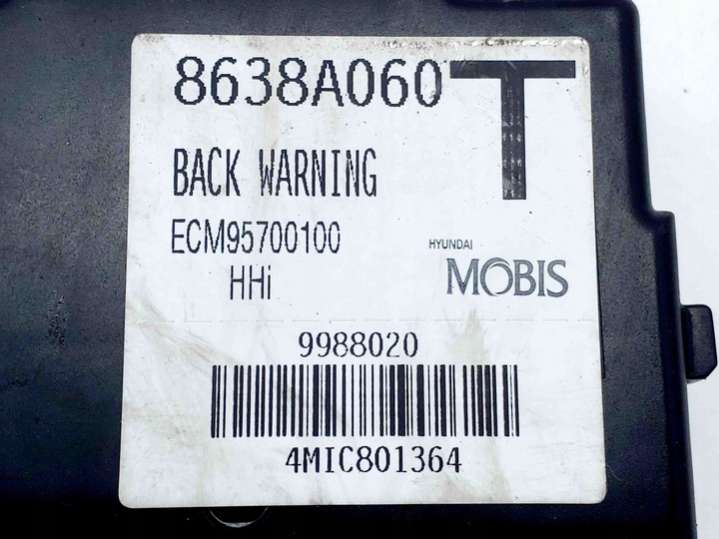 8638A060 T
BACK WARNING
ECM95700100
HHi
HYUNDAI
MOBIS
9988020
4MIC801364